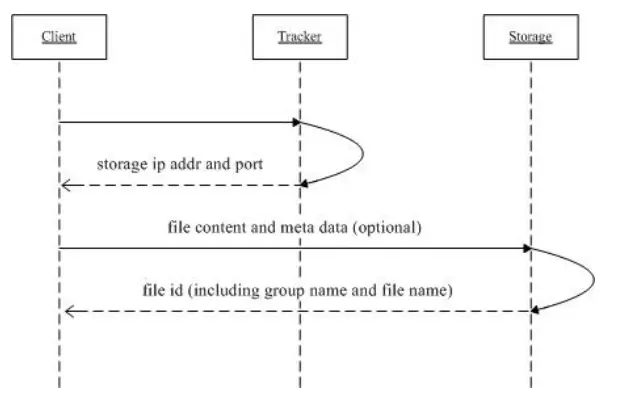 Client
Tracker
Storage
storage ip addr and port
file content and meta data (optional)
file id (including group name and file name)